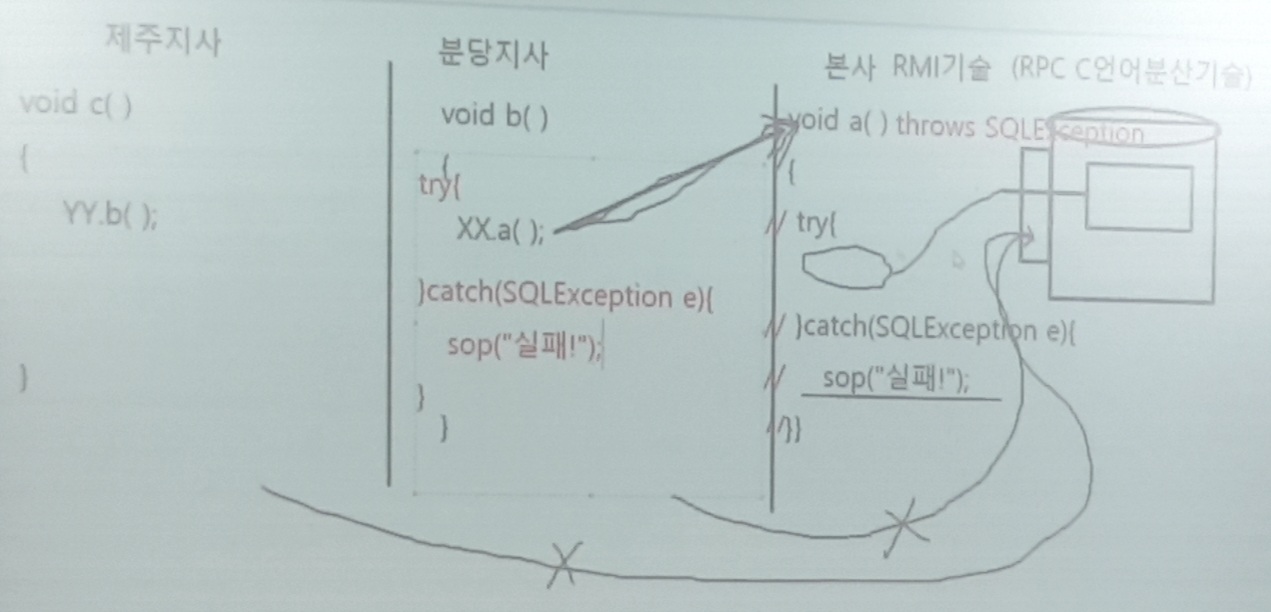 제주지사
void c( )
{
YY.b( );
}
분당지사
void b( )
{
try{
XX.a( );
}catch(SQLException e){
sop("실패!");
}
}
본사 RMI기술 (RPC C언어분산기술)
void a( ) throws SQLException
{
// try{
// }catch(SQLException e){
// sop("실패!");
//}}